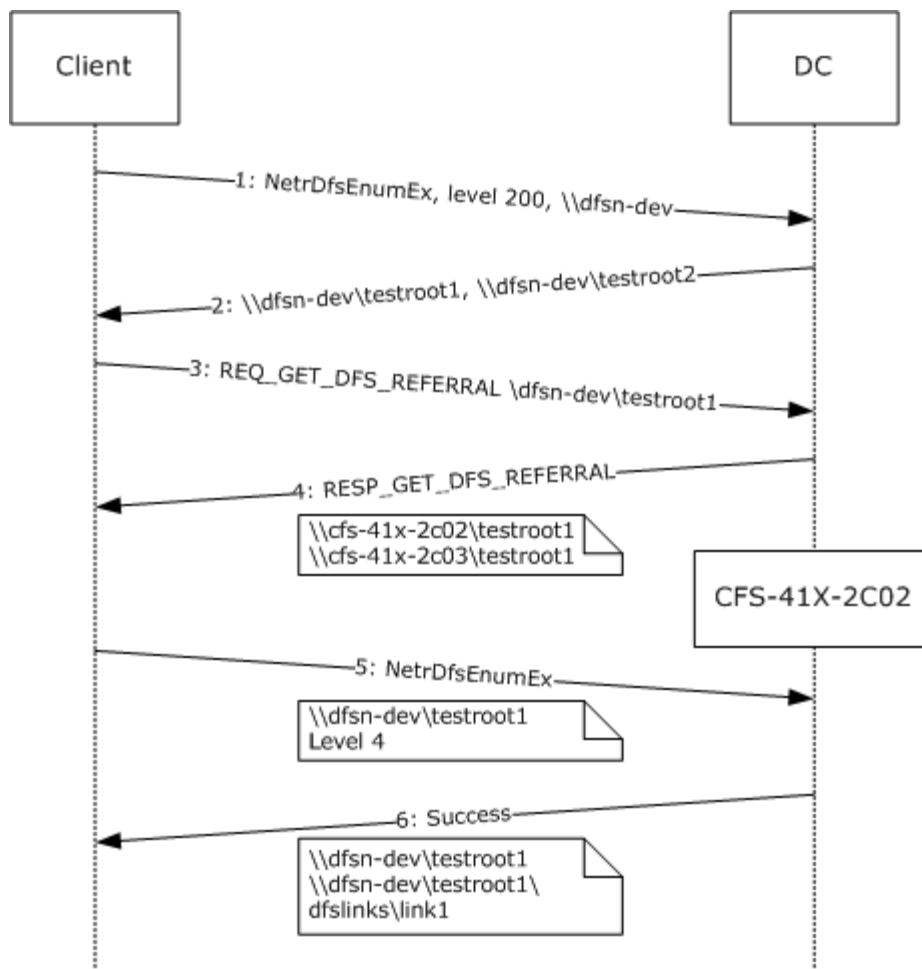 Client
DC
1: NetrDfsEnumEx, level 200, \\dfsn-dev
2: \\dfsn-dev\testroot1, \\dfsn-dev\testroot2
3: REQ_GET_DFS_REFERRAL \dfsn-dev\testroot1
4: RESP_GET_DFS_REFERRAL
\\cfs-41x-2c02\testroot1
\\cfs-41x-2c03\testroot1
CFS-41X-2C02
5: NetrDfsEnumEx
\\dfsn-dev\testroot1
Level 4
6: Success
\\dfsn-dev\testroot1
\\dfsn-dev\testroot1\
dfslinks\link1